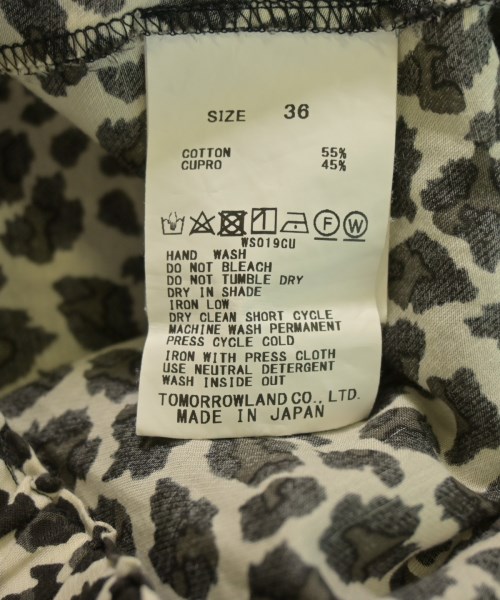 SIZE 36
COTTON 55%
CUPRO 45%
F W
WS019CU
HAND WASH
DO NOT BLEACH
DO NOT TUMBLE DRY
DRY IN SHADE
IRON LOW
DRY CLEAN SHORT CYCLE
MACHINE WASH PERMANENT
PRESS CYCLE COLD
IRON WITH PRESS CLOTH
USE NEUTRAL DETERGENT
WASH INSIDE OUT
TOMORROWLAND CO., LTD.
MADE IN JAPAN